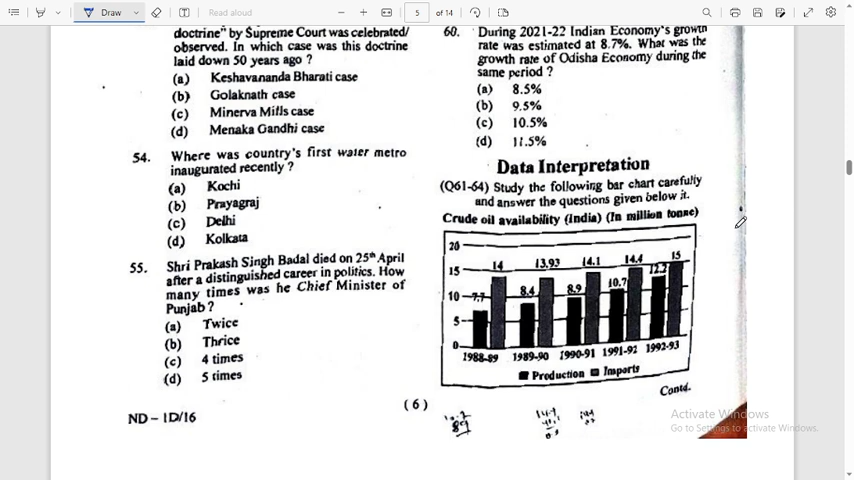 Draw
Read aloud
5
of 14
doctrine" by Supreme Court was celebrated/
observed. In which case was this doctrine
laid down 50 years ago ?
(a) Keshavananda Bharati case
(b) Golaknath case
(c) Minerva Mills case
(d) Menaka Gandhi case
54. Where was country's first water metro
inaugurated recently ?
(a) Kochi
(b) Prayagraj
(c) Delhi
(d) Kolkata
55. Shri Prakash Singh Badal died on 25th April
after a distinguished career in politics. How
many times was he Chief Minister of
Punjab ?
(a) Twice
(b) Thrice
(c) 4 times
(d) 5 times
ND – 1D/16
(6)
60. During 2021-22 Indian Economy's growth
rate was estimated at 8.7%. What was the
growth rate of Odisha Economy during the
same period ?
(a) 8.5%
(b) 9.5%
(c) 10.5%
(d) 11.5%
Data Interpretation
(Q61-64) Study the following bar chart carefully
and answer the questions given below it.
Crude oil availability (India) (In million tonne)
20
15
10
5
0
7.7 14 8.4 13.93 8.9 14.1 10.7 14.4 12.2 15
1988-89 1989-90 1990-91 1991-92 1992-93
Production Imports
Contd.
Activate Windows
Go to Settings to activate Windows.